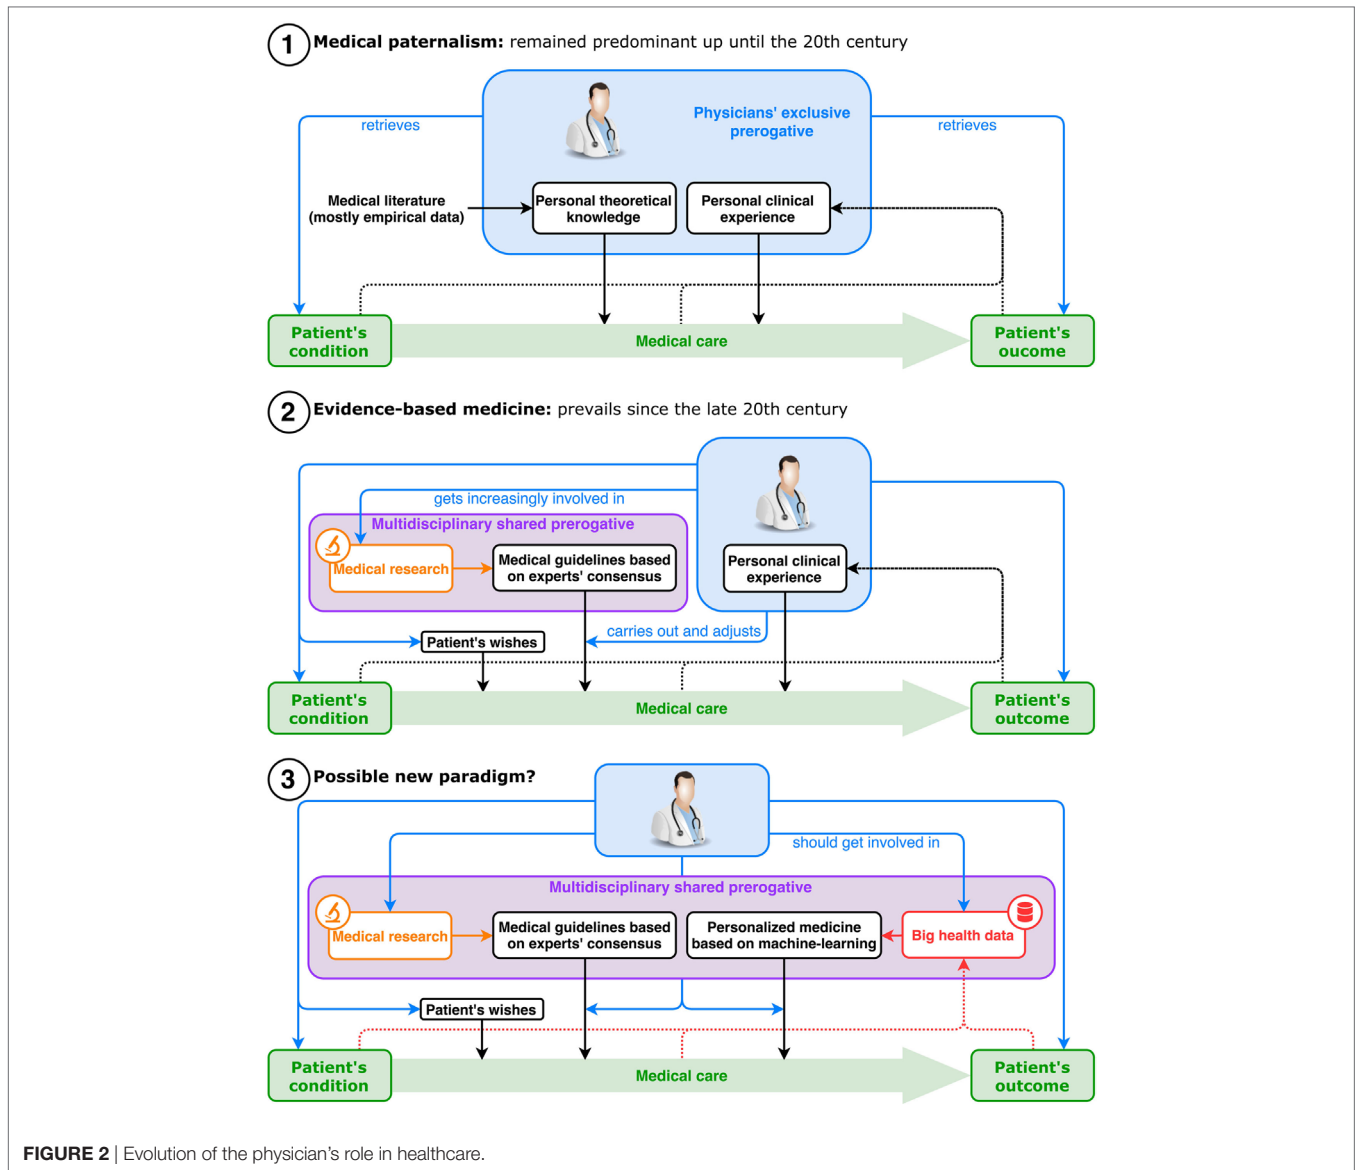 1
Medical paternalism: remained predominant up until the 20th century
Physicians' exclusive
prerogative
retrieves
retrieves
Medical literature
(mostly empirical data)
Personal theoretical
knowledge
Personal clinical
experience
Patient's
condition
Medical care
Patient's
oucome
2
Evidence-based medicine: prevails since the late 20th century
gets increasingly involved in
Multidisciplinary shared prerogative
Medical research
Medical guidelines based
on experts' consensus
Personal clinical
experience
Patient's wishes
carries out and adjusts
Patient's
condition
Medical care
Patient's
outcome
3
Possible new paradigm?
should get involved in
Multidisciplinary shared prerogative
Medical research
Medical guidelines based
on experts' consensus
Personalized medicine
based on machine-learning
Big health data
Patient's wishes
Patient's
condition
Medical care
Patient's
outcome
FIGURE 2 | Evolution of the physician's role in healthcare.